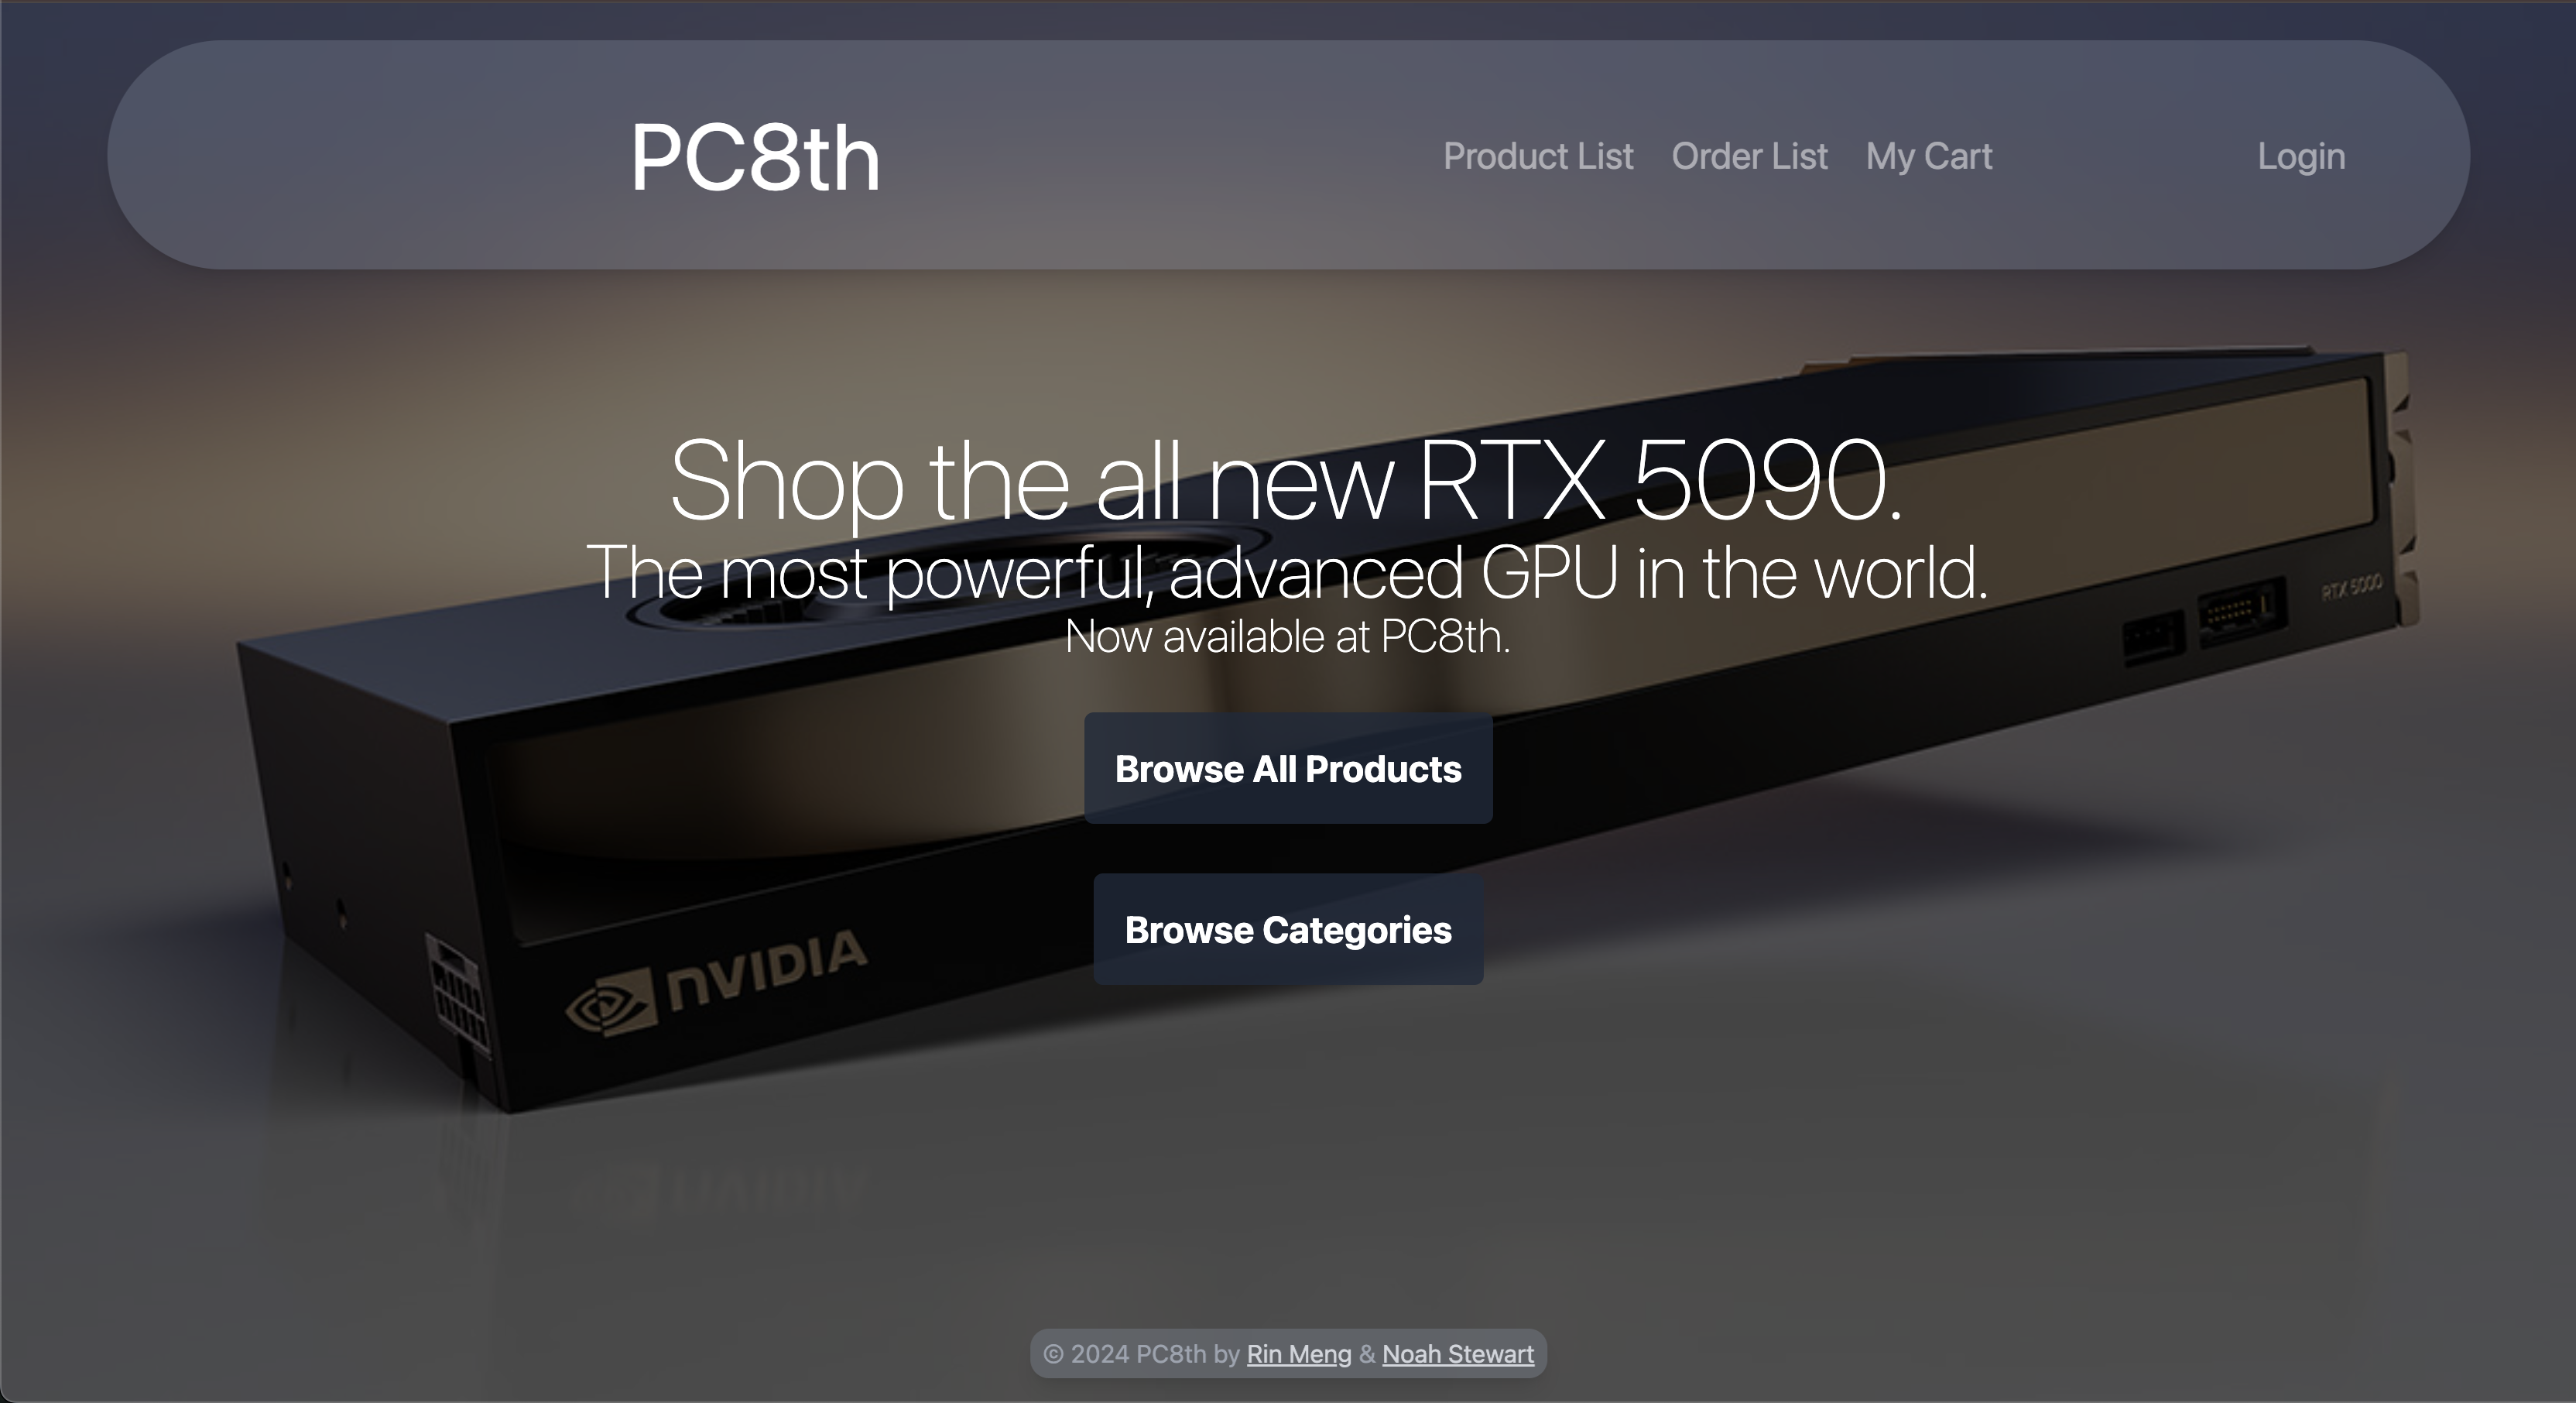 PC8th
Product List Order List My Cart Login
Shop the all new RTX 5090.
The most powerful, advanced GPU in the world.
RTX 5000
Now available at PC8th.
Browse All Products
Browse Categories
NVIDIA
© 2024 PC8th by Rin Meng & Noah Stewart